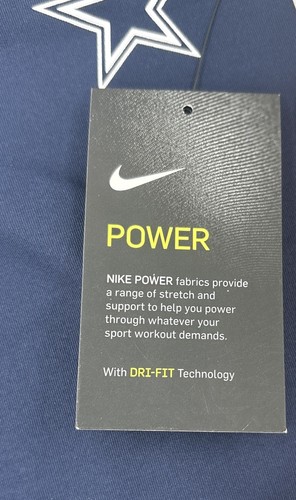 POWER
NIKE POWER fabrics provide
a range of stretch and
support to help you power
through whatever your
sport workout demands.
With DRI-FIT Technology